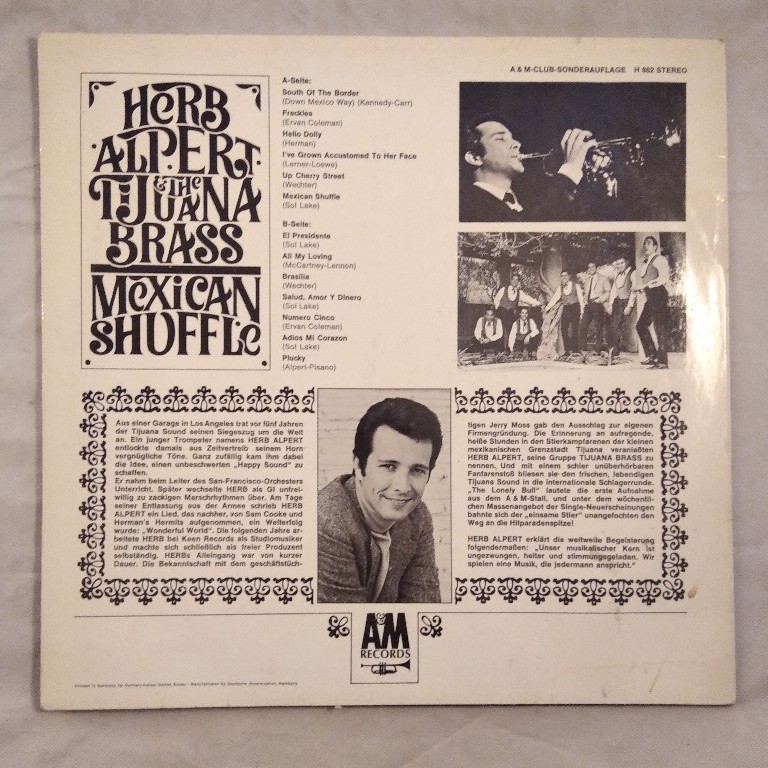 A & M-CLUB-SONDERAUFLAGE H 862 STEREO
HERB
ALPERT
& THE
TIJUANA
BRASS
MEXICAN
SHUFFLE
A-Seite:
South Of The Border
(Down Mexico Way) (Kennedy-Carr)
Freckles
(Ervan Coleman)
Hello Dolly
(Herman)
I've Grown Accustomed To Her Face
(Lerner-Loewe)
Up Cherry Street
(Wechter)
Mexican Shuffle
(Sol Lake)
B-Seite:
El Presidente
(Sol Lake)
All My Loving
(McCartney-Lennon)
Brasilia
(Wechter)
Salud, Amor Y Dinero
(Sol Lake)
Numero Cinco
(Ervan Coleman)
Adios Mi Corazon
(Sol Lake)
Plucky
(Alpert-Pisano)
Aus einer Garage in Los Angeles trat vor fünf Jahren
der Tijuana Sound seinen Siegeszug um die Welt
an. Ein junger Trompeter namens HERB ALPERT
entlockte damals aus Zeitvertreib seinem Horn
vergnügliche Töne. Ganz zufällig kam ihm dabei
die Idee, einen unbeschwerten „Happy Sound" zu
schaffen.
Er nahm beim Leiter des San-Francisco-Orchesters
Unterricht. Später wechselte HERB als GI unfrei-
willig zu zackigen Marschrhythmen über. Am Tage
seiner Entlassung aus der Armee schrieb HERB
ALPERT ein Lied, das nachher, von Sam Cooke und
Herman's Hermits aufgenommen, ein Welterfolg
wurde: „Wonderful World". Die folgenden Jahre ar-
beitete HERB bei Keen Records als Studiomusiker
und machte sich schließlich als freier Produzent
selbständig. HERBs Alleingang war von kurzer
Dauer. Die Bekanntschaft mit dem geschäftstüch-
tigen Jerry Moss gab den Ausschlag zur eigenen
Firmengründung. Die Erinnerung an aufregende,
heiße Stunden in den Stierkampfarenen der kleinen
mexikanischen Grenzstadt Tijuana veranlaßten
HERB ALPERT, seine Gruppe TIJUANA BRASS zu
nennen, Und mit einem schier unüberhörbaren
Fanfarenstoß bliesen sie den frischen, lebendigen
Tijuana Sound in die internationale Schlagerrunde.
„The Lonely Bull" lautete die erste Aufnahme
aus dem A & M-Stall, und unter dem wöchentli-
chen Massenangebot der Single-Neuerscheinungen
bahnte sich der „einsame Stier" unangefochten den
Weg an die Hitparadenspitze!
HERB ALPERT erklärt die weltweite Begeisterung
folgendermaßen: „Unser musikalischer Kern ist
ungezwungen, heiter und stimmungsgeladen. Wir
spielen eine Musik, die jedermann anspricht."
A&M
RECORDS